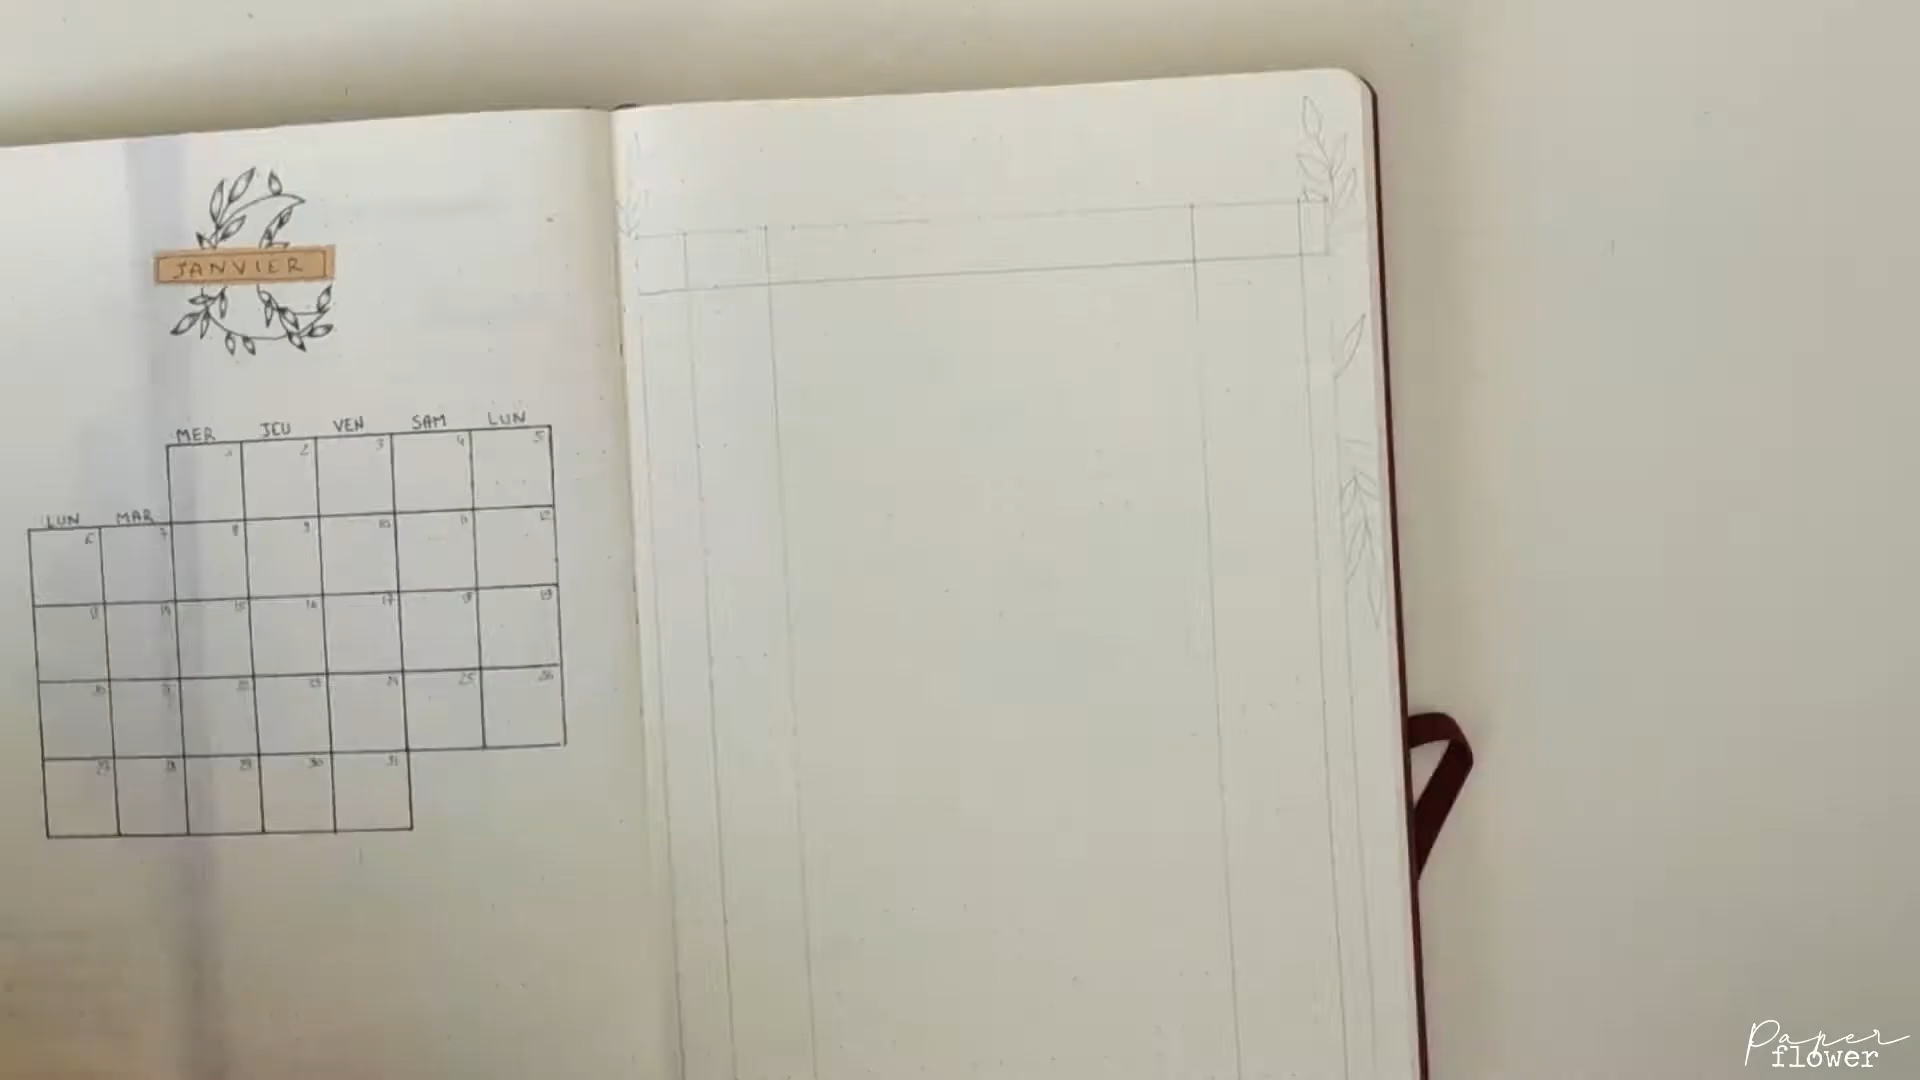 JANVIER
MER JEU VEN SAM LUN
1 2 3 4 5
LUN MAR
6 7 8 9 10 11 12
13 14 15 16 17 18 19
20 21 22 23 24 25 26
27 28 29 30 31
Paper
flower